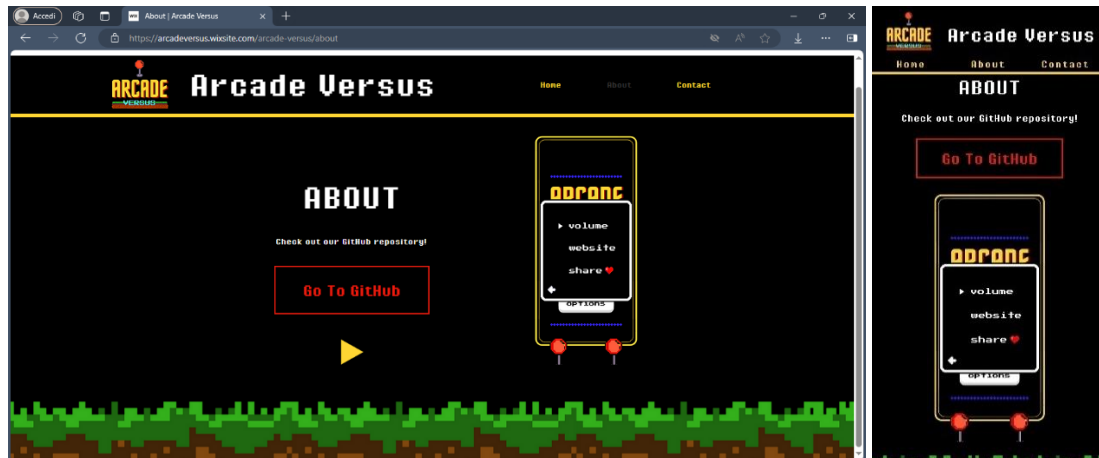 Accedi
About | Arcade Versus
https://arcadeversus.wixsite.com/arcade-versus/about
ARCADE
VERSUS
Arcade Versus
Home About Contact
ABOUT
Check out our GitHub repository!
Go To GitHub
volume
website
share
OPTIONS
ARCADE
VERSUS
Arcade Versus
Home About Contact
ABOUT
Check out our GitHub repository!
Go To GitHub
volume
website
share
OPTIONS